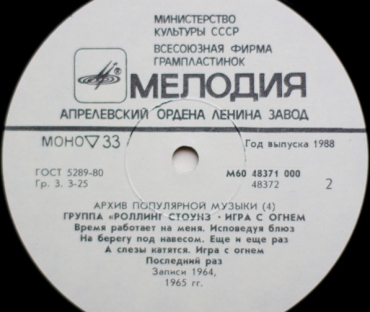 МИНИСТЕРСТВО
КУЛЬТУРЫ СССР
ВСЕСОЮЗНАЯ ФИРМА
ГРАМПЛАСТИНОК
МЕЛОДИЯ
АПРЕЛЕВСКИЙ ОРДЕНА ЛЕНИНА ЗАВОД
МОНО ▽ 33
Год выпуска 1988
ГОСТ 5289-80
М60 48371 000
Гр. 3. 3-25
48372
2
АРХИВ ПОПУЛЯРНОЙ МУЗЫКИ (4)
ГРУППА «РОЛЛИНГ СТОУНЗ · ИГРА С ОГНЕМ
Время работает на меня. Исповедуя блюз
На берегу под навесом. Еще и еще раз
А слезы катятся. Игра с огнем
Последний раз
Записи 1964,
1965 гг.